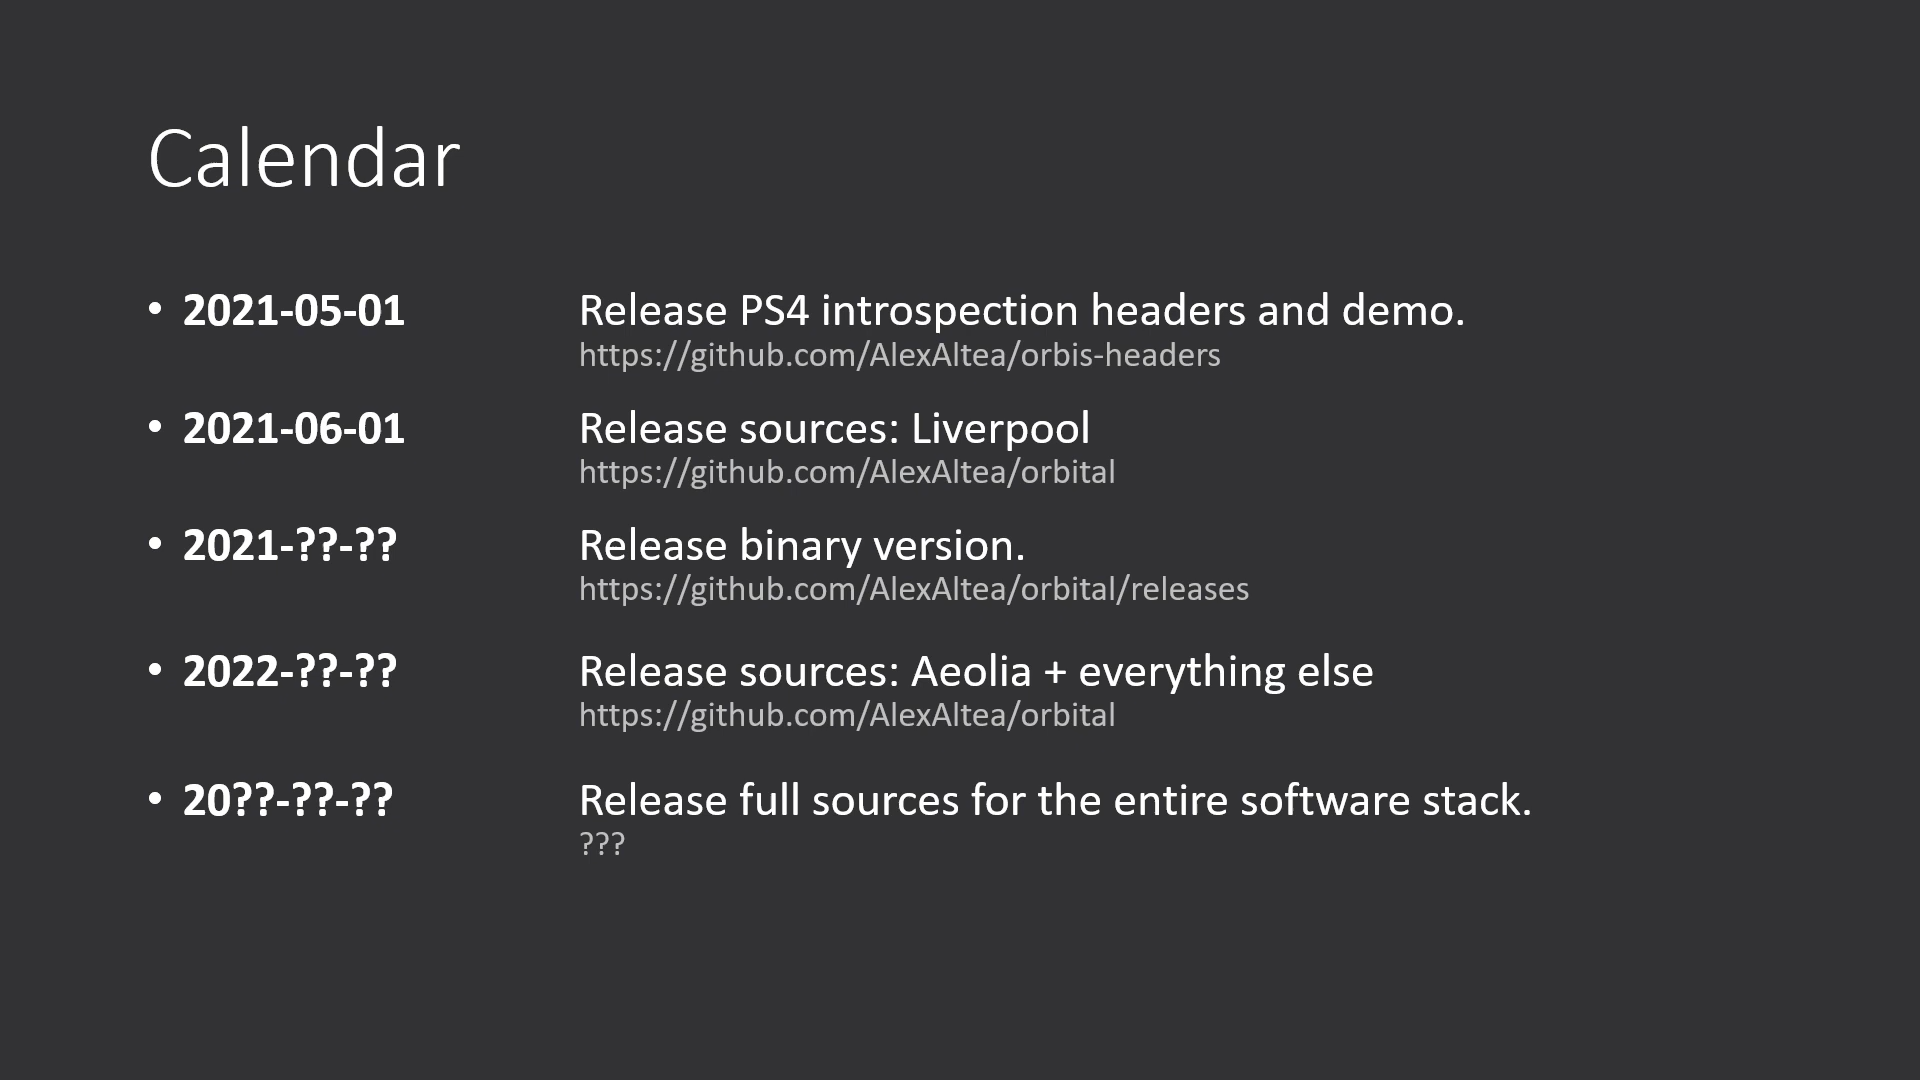 Calendar
• 2021-05-01 Release PS4 introspection headers and demo.
https://github.com/AlexAltea/orbis-headers
• 2021-06-01 Release sources: Liverpool
https://github.com/AlexAltea/orbital
• 2021-??-?? Release binary version.
https://github.com/AlexAltea/orbital/releases
• 2022-??-?? Release sources: Aeolia + everything else
https://github.com/AlexAltea/orbital
• 20??-??-?? Release full sources for the entire software stack.
???